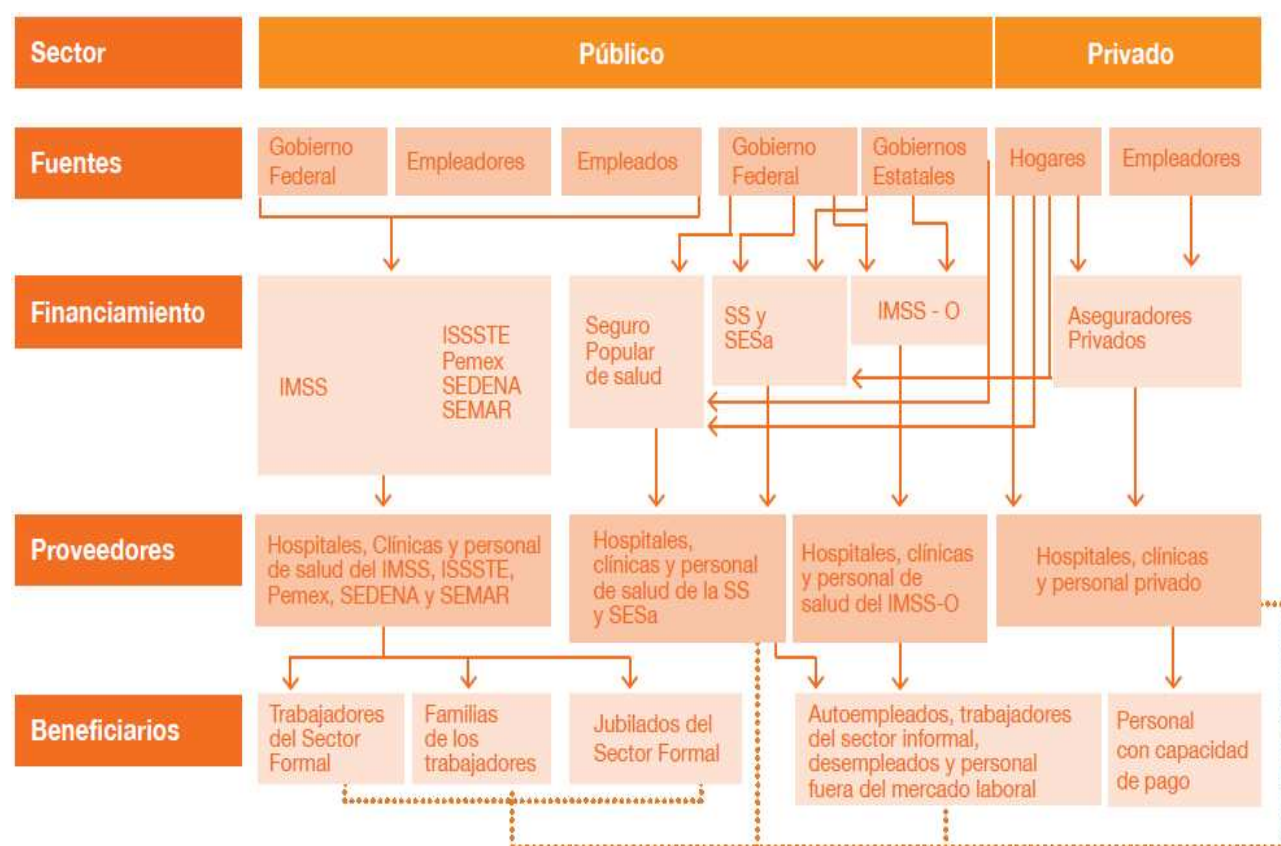 Sector
Público
Privado
Fuentes
Gobierno
Federal
Empleadores
Empleados
Gobierno
Federal
Gobiernos
Estatales
Hogares
Empleadores
Financiamiento
IMSS
ISSSTE
Pemex
SEDENA
SEMAR
Seguro
Popular
de salud
SS y
SESa
IMSS - O
Aseguradores
Privados
Proveedores
Hospitales, Clínicas y personal
de salud del IMSS, ISSSTE,
Pemex, SEDENA y SEMAR
Hospitales,
clínicas y personal
de salud de la SS
y SESa
Hospitales, clínicas
y personal de
salud del IMSS-O
Hospitales, clínicas
y personal privado
Beneficiarios
Trabajadores
del Sector
Formal
Familias
de los
trabajadores
Jubilados del
Sector Formal
Autoempleados, trabajadores
del sector informal,
desempleados y personal
fuera del mercado laboral
Personal
con capacidad
de pago